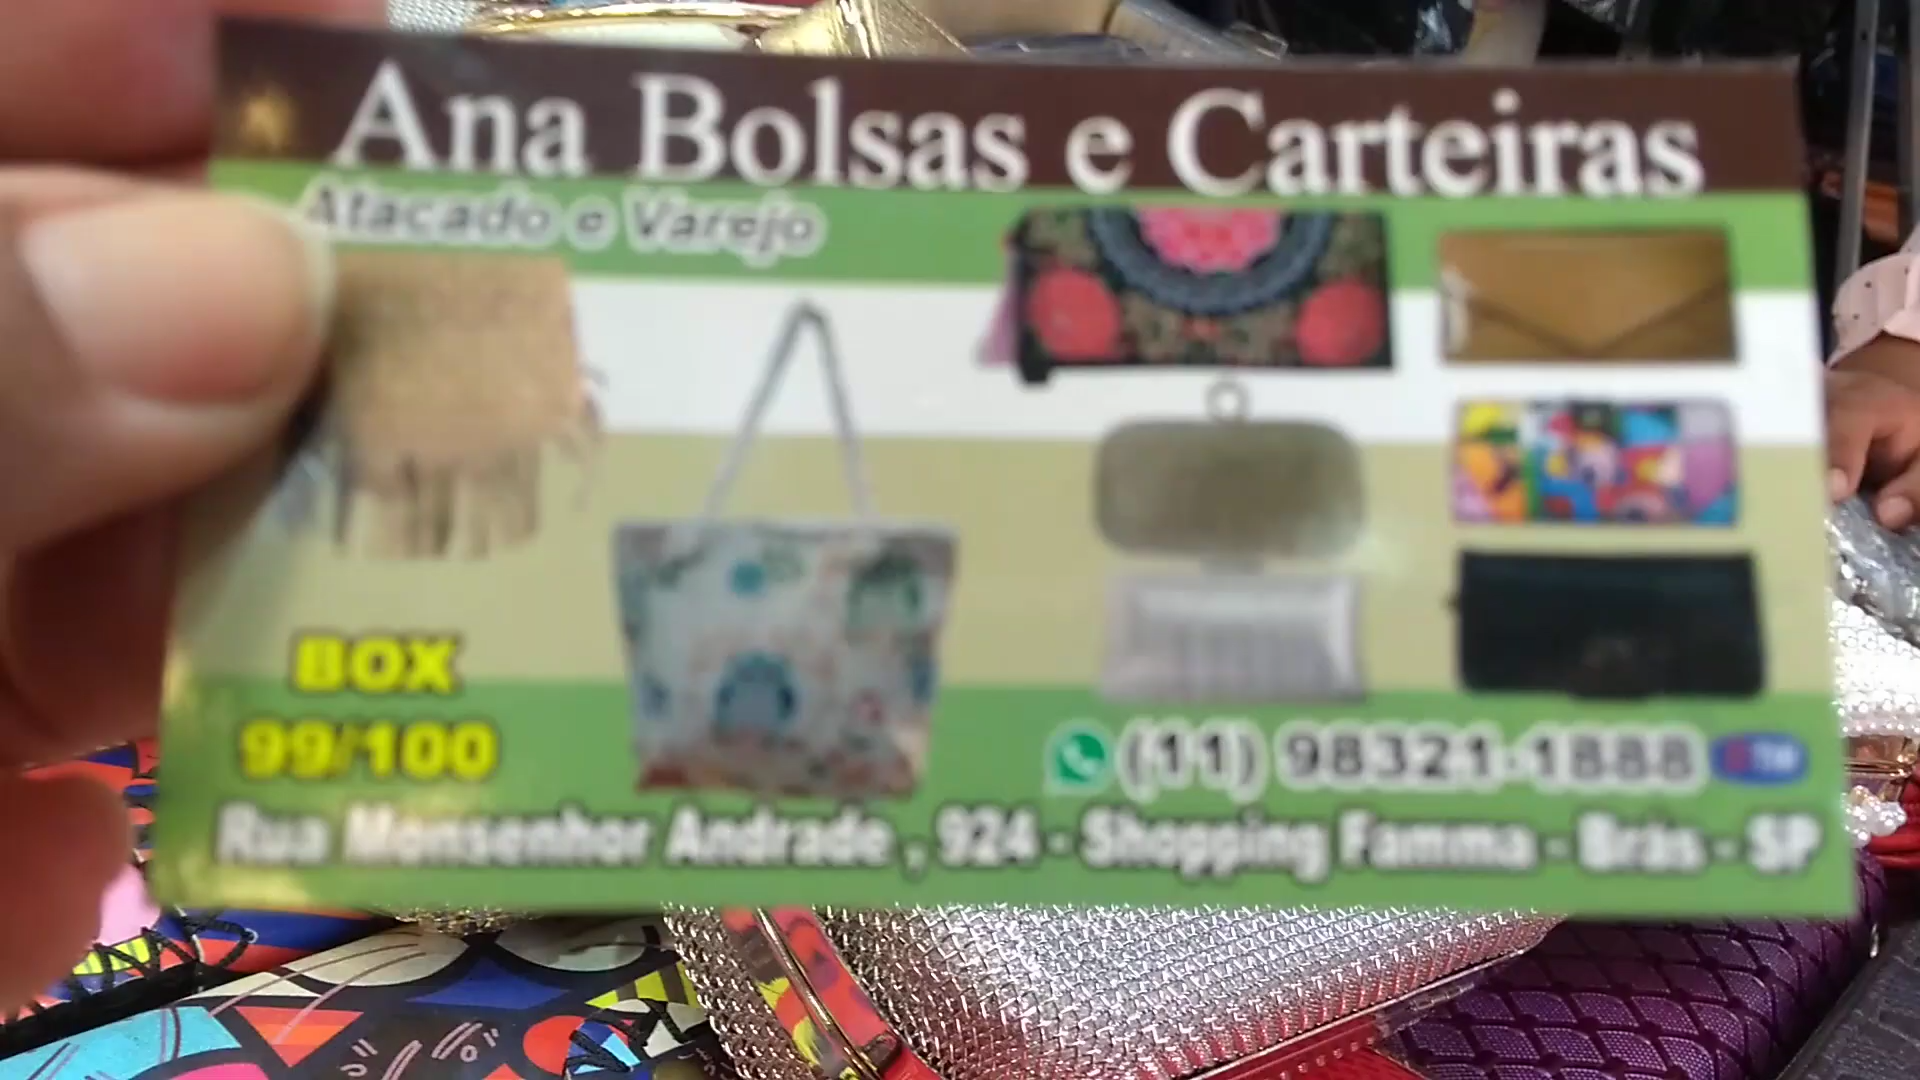 Ana Bolsas e Carteiras
Atacado e Varejo
BOX
99/100
(11) 98321-1888 TIM
Rua Monsenhor Andrade , 924 - Shopping Famma - Brás - SP